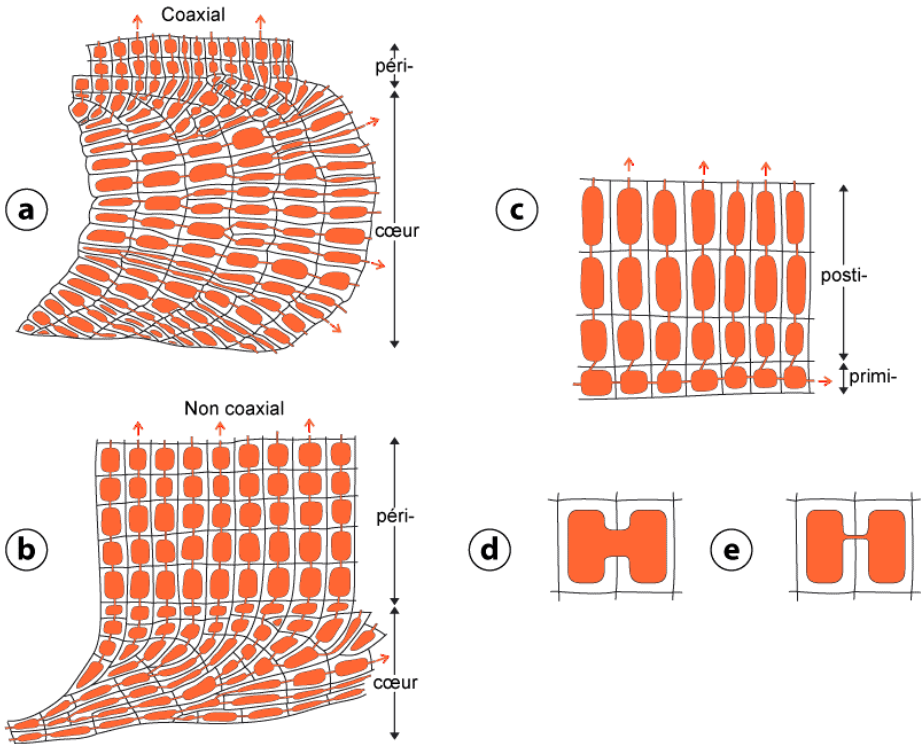 Coaxial
péri-
a
cœur
c
posti-
primi-
Non coaxial
péri-
b
cœur
d
e